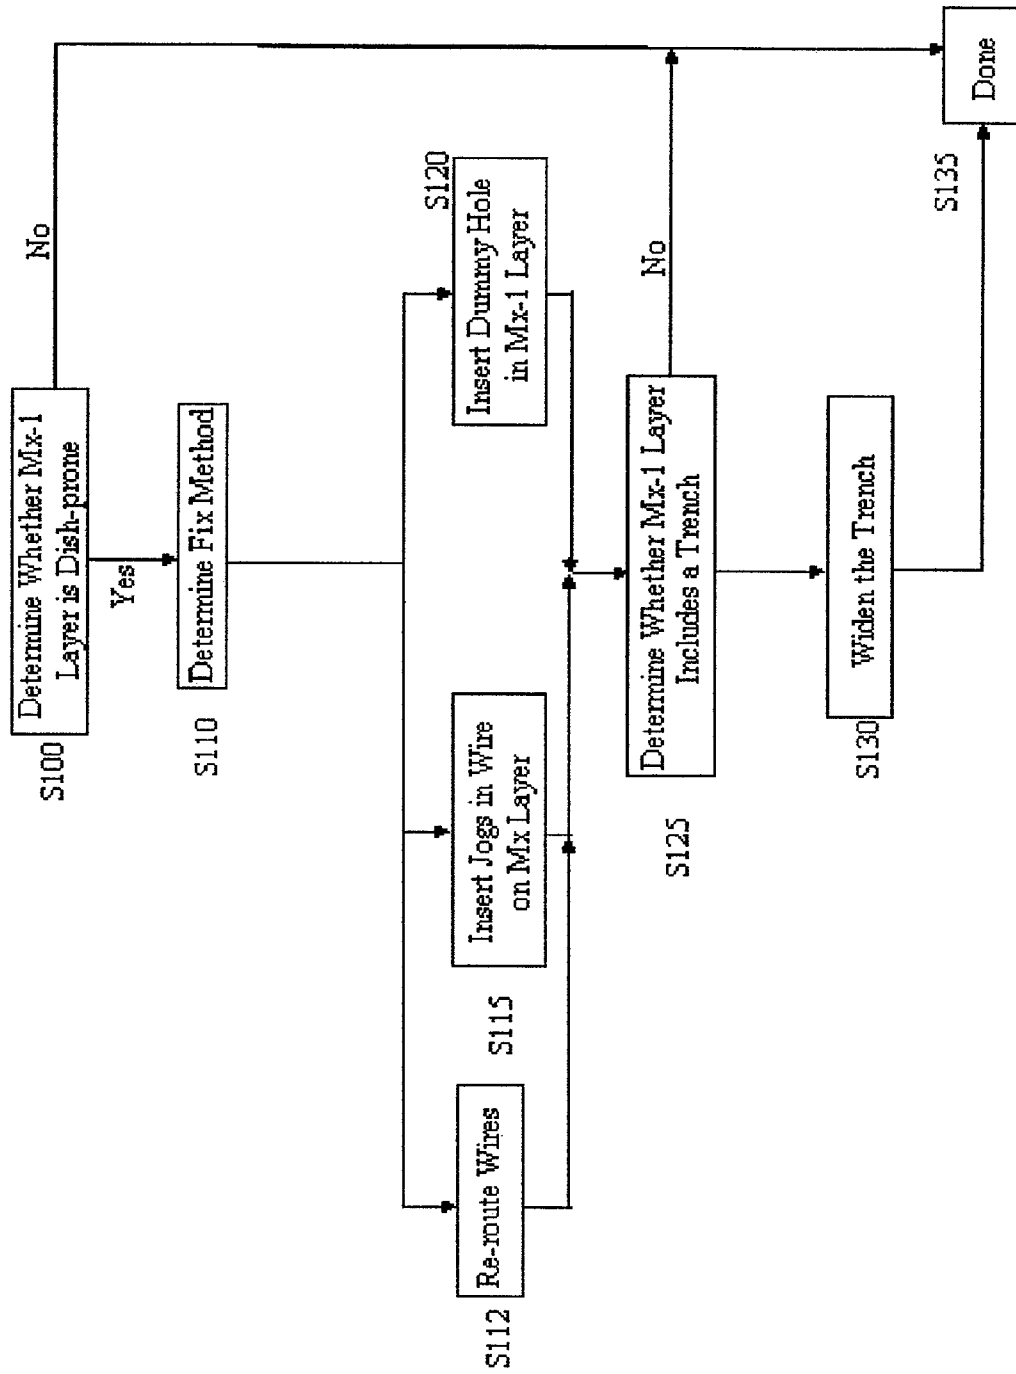 S100
Determine Whether Mx-1
Layer is Dish-prone
No
Yes
S110
Determine Fix Method
S112
Re-route Wires
S115
Insert Jogs in Wire
on Mx Layer
S120
Insert Dummy Hole
in Mx-1 Layer
S125
Determine Whether Mx-1 Layer
Includes a Trench
No
S130
Widen the Trench
S135
Done